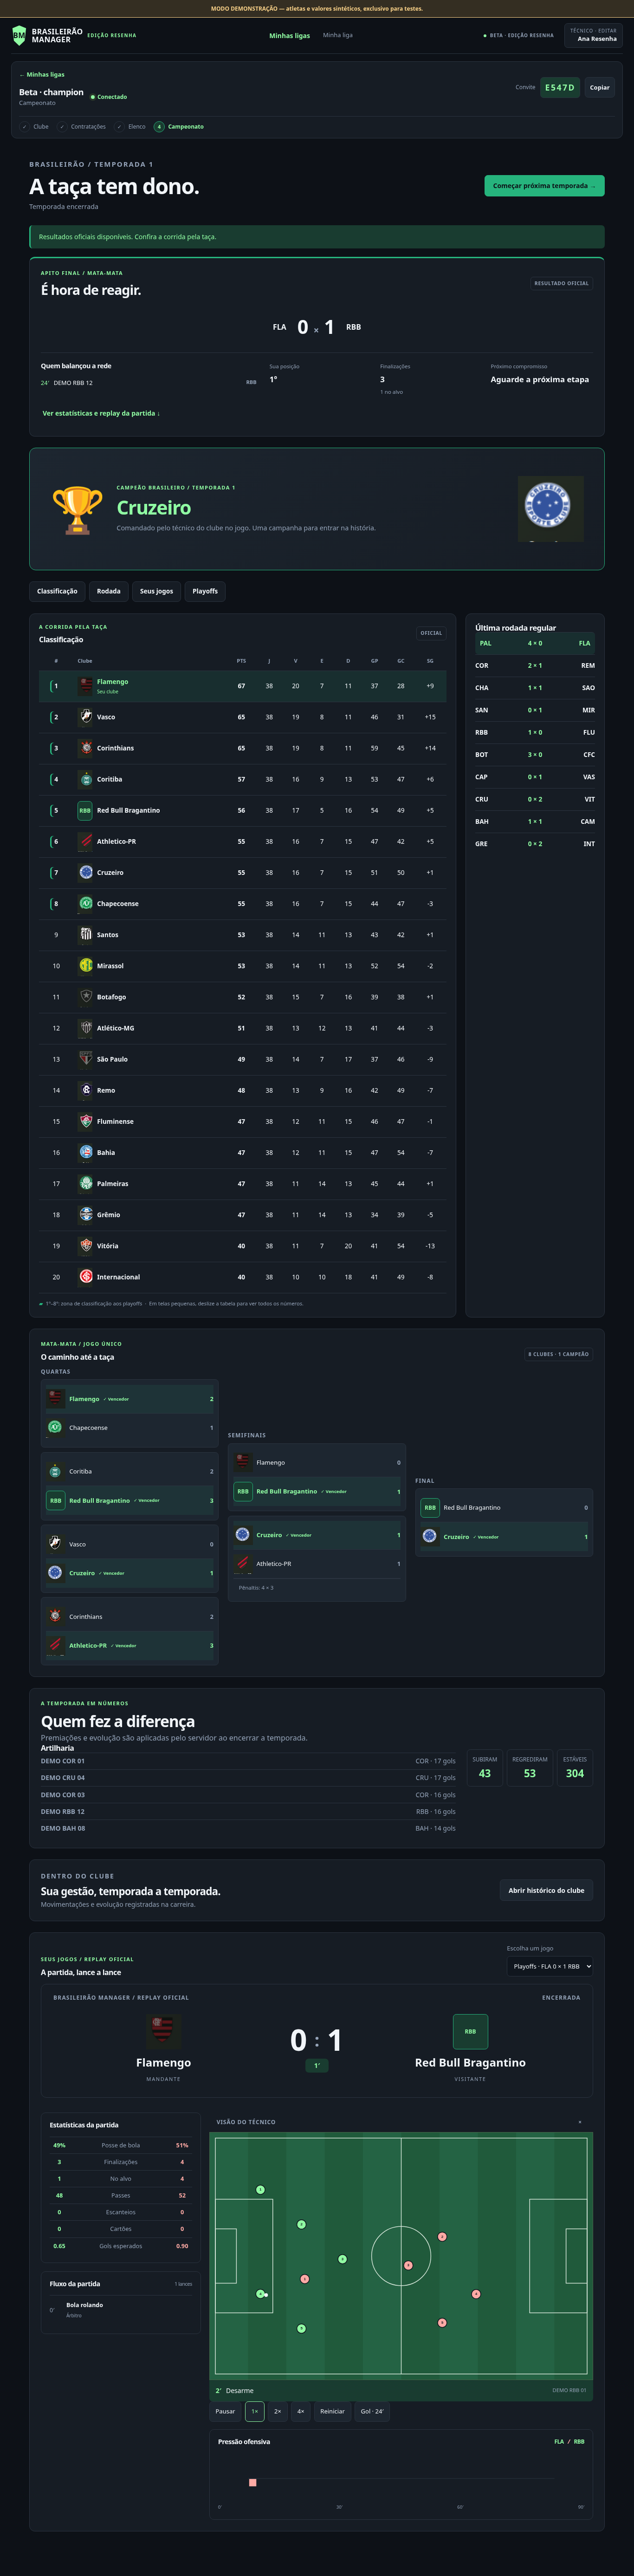 MODO DEMONSTRAÇÃO — atletas e valores sintéticos, exclusivo para testes.
BM BRASILEIRÃO MANAGER EDIÇÃO RESENHA
Minhas ligas Minha liga
BETA · EDIÇÃO RESENHA
TÉCNICO · EDITAR
Ana Resenha
← Minhas ligas
Beta · champion Conectado
Campeonato
Convite E547D Copiar
✓ Clube ✓ Contratações ✓ Elenco 4 Campeonato
BRASILEIRÃO / TEMPORADA 1
A taça tem dono.
Temporada encerrada
Começar próxima temporada →
Resultados oficiais disponíveis. Confira a corrida pela taça.
APITO FINAL / MATA-MATA
É hora de reagir.
RESULTADO OFICIAL
FLA 0 × 1 RBB
Quem balançou a rede
24′ DEMO RBB 12 RBB
Sua posição
1º
Finalizações
3
1 no alvo
Próximo compromisso
Aguarde a próxima etapa
Ver estatísticas e replay da partida ↓
CAMPEÃO BRASILEIRO / TEMPORADA 1
Cruzeiro
Comandado pelo técnico do clube no jogo. Uma campanha para entrar na história.
Classificação Rodada Seus jogos Playoffs
A CORRIDA PELA TAÇA
Classificação
OFICIAL
# Clube PTS J V E D GP GC SG
1 Flamengo 67 38 20 7 11 37 28 +9
Seu clube
2 Vasco 65 38 19 8 11 46 31 +15
3 Corinthians 65 38 19 8 11 59 45 +14
4 Coritiba 57 38 16 9 13 53 47 +6
5 RBB Red Bull Bragantino 56 38 17 5 16 54 49 +5
6 Athletico-PR 55 38 16 7 15 47 42 +5
7 Cruzeiro 55 38 16 7 15 51 50 +1
8 Chapecoense 55 38 16 7 15 44 47 -3
9 Santos 53 38 14 11 13 43 42 +1
10 Mirassol 53 38 14 11 13 52 54 -2
11 Botafogo 52 38 15 7 16 39 38 +1
12 Atlético-MG 51 38 13 12 13 41 44 -3
13 São Paulo 49 38 14 7 17 37 46 -9
14 Remo 48 38 13 9 16 42 49 -7
15 Fluminense 47 38 12 11 15 46 47 -1
16 Bahia 47 38 12 11 15 47 54 -7
17 Palmeiras 47 38 11 14 13 45 44 +1
18 Grêmio 47 38 11 14 13 34 39 -5
19 Vitória 40 38 11 7 20 41 54 -13
20 Internacional 40 38 10 10 18 41 49 -8
1º–8º: zona de classificação aos playoffs · Em telas pequenas, deslize a tabela para ver todos os números.
Última rodada regular
PAL 4 × 0 FLA
COR 2 × 1 REM
CHA 1 × 1 SAO
SAN 0 × 1 MIR
RBB 1 × 0 FLU
BOT 3 × 0 CFC
CAP 0 × 1 VAS
CRU 0 × 2 VIT
BAH 1 × 1 CAM
GRE 0 × 2 INT
MATA-MATA / JOGO ÚNICO
O caminho até a taça
8 CLUBES · 1 CAMPEÃO
QUARTAS
Flamengo ✓ Vencedor 2
Chapecoense 1
Coritiba 2
RBB Red Bull Bragantino ✓ Vencedor 3
Vasco 0
Cruzeiro ✓ Vencedor 1
Corinthians 2
Athletico-PR ✓ Vencedor 3
SEMIFINAIS
Flamengo 0
RBB Red Bull Bragantino ✓ Vencedor 1
Cruzeiro ✓ Vencedor 1
Athletico-PR 1
Pênaltis: 4 × 3
FINAL
RBB Red Bull Bragantino 0
Cruzeiro ✓ Vencedor 1
A TEMPORADA EM NÚMEROS
Quem fez a diferença
Premiações e evolução são aplicadas pelo servidor ao encerrar a temporada.
Artilharia
DEMO COR 01 COR · 17 gols
DEMO CRU 04 CRU · 17 gols
DEMO COR 03 COR · 16 gols
DEMO RBB 12 RBB · 16 gols
DEMO BAH 08 BAH · 14 gols
SUBIRAM 43
REGREDIRAM 53
ESTÁVEIS 304
DENTRO DO CLUBE
Sua gestão, temporada a temporada.
Movimentações e evolução registradas na carreira.
Abrir histórico do clube
SEUS JOGOS / REPLAY OFICIAL
A partida, lance a lance
Escolha um jogo
Playoffs · FLA 0 × 1 RBB
BRASILEIRÃO MANAGER / REPLAY OFICIAL ENCERRADA
Flamengo
MANDANTE
0 : 1
1′
RBB
Red Bull Bragantino
VISITANTE
Estatísticas da partida
49% Posse de bola 51%
3 Finalizações 4
1 No alvo 4
48 Passes 52
0 Escanteios 0
0 Cartões 0
0.65 Gols esperados 0.90
Fluxo da partida 1 lances
0′ Bola rolando
Árbitro
VISÃO DO TÉCNICO
2′ Desarme DEMO RBB 01
Pausar 1× 2× 4× Reiniciar Gol · 24′
Pressão ofensiva FLA / RBB
0′ 30′ 60′ 90′